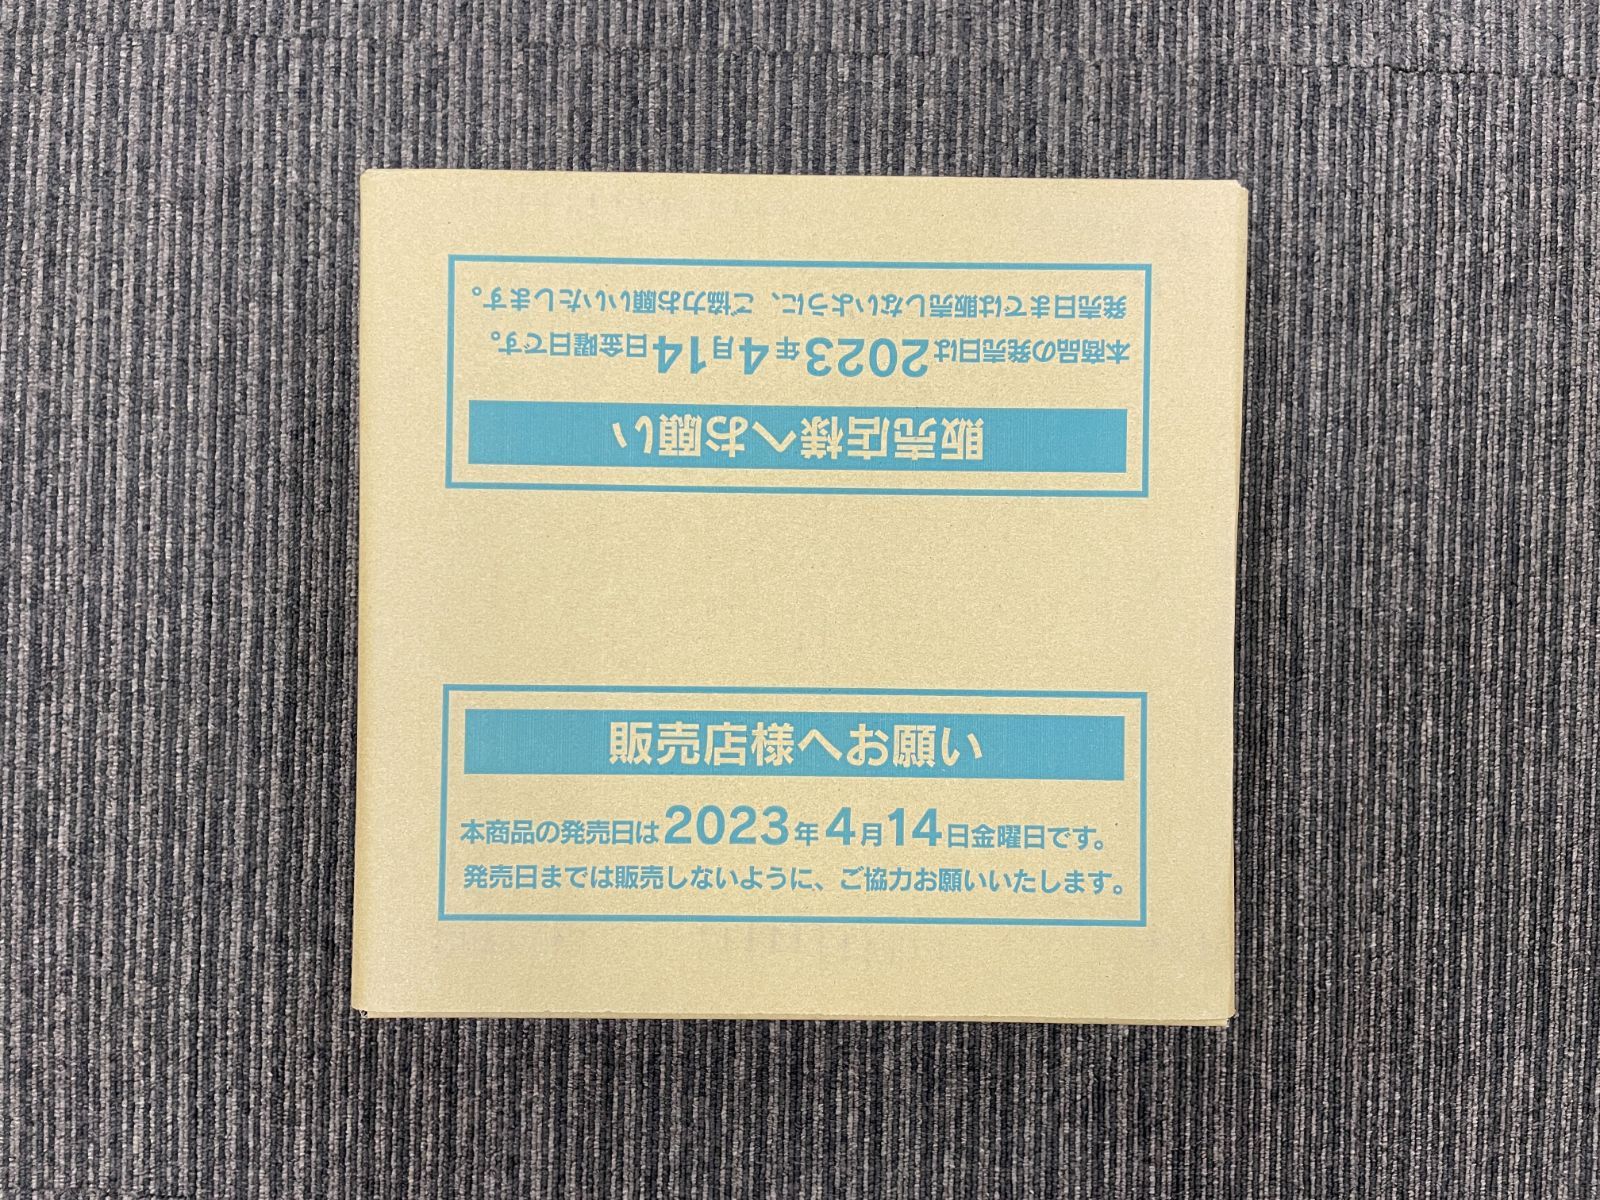 発売日までは販売しないように、ご協力お願いいたします。
本商品の発売日は2023年4月14日金曜日です。
販売店様へお願い
販売店様へお願い
本商品の発売日は2023年4月14日金曜日です。
発売日までは販売しないように、ご協力お願いいたします。